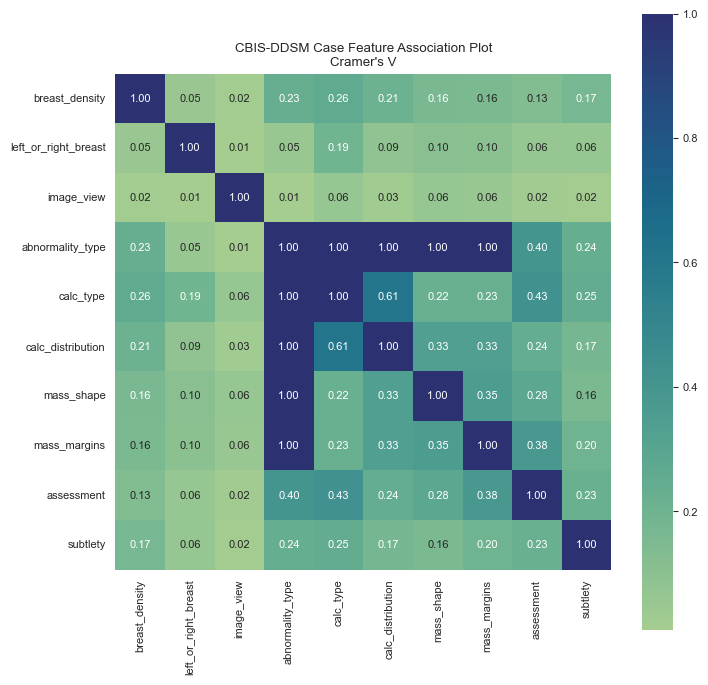 CBIS-DDSM Case Feature Association Plot
Cramer's V
breast_density 1.00 0.05 0.02 0.23 0.26 0.21 0.16 0.16 0.13 0.17
left_or_right_breast 0.05 1.00 0.01 0.05 0.19 0.09 0.10 0.10 0.06 0.06
image_view 0.02 0.01 1.00 0.01 0.06 0.03 0.06 0.06 0.02 0.02
abnormality_type 0.23 0.05 0.01 1.00 1.00 1.00 1.00 1.00 0.40 0.24
calc_type 0.26 0.19 0.06 1.00 1.00 0.61 0.22 0.23 0.43 0.25
calc_distribution 0.21 0.09 0.03 1.00 0.61 1.00 0.33 0.33 0.24 0.17
mass_shape 0.16 0.10 0.06 1.00 0.22 0.33 1.00 0.35 0.28 0.16
mass_margins 0.16 0.10 0.06 1.00 0.23 0.33 0.35 1.00 0.38 0.20
assessment 0.13 0.06 0.02 0.40 0.43 0.24 0.28 0.38 1.00 0.23
subtlety 0.17 0.06 0.02 0.24 0.25 0.17 0.16 0.20 0.23 1.00
breast_density
left_or_right_breast
image_view
abnormality_type
calc_type
calc_distribution
mass_shape
mass_margins
assessment
subtlety
1.0
0.8
0.6
0.4
0.2